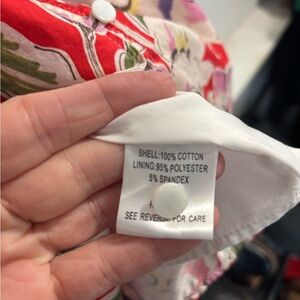 SHELL:100% COTTON
LINING:95% POLYESTER
5% SPANDEX
SEE REVERSE FOR CARE